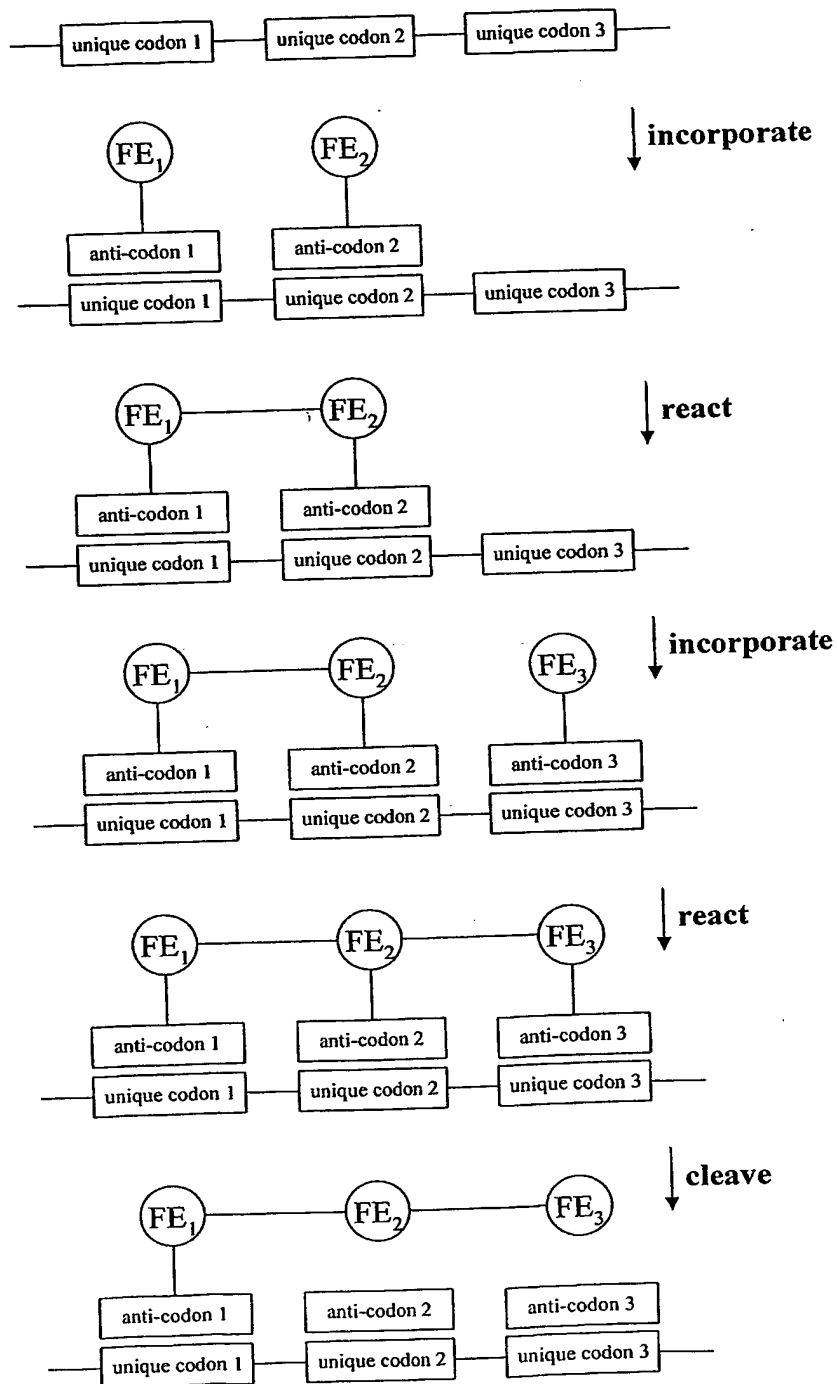 unique codon 1 unique codon 2 unique codon 3
incorporate
FE1 FE2
anti-codon 1 anti-codon 2
unique codon 1 unique codon 2 unique codon 3
react
FE1 FE2
anti-codon 1 anti-codon 2
unique codon 1 unique codon 2 unique codon 3
incorporate
FE1 FE2 FE3
anti-codon 1 anti-codon 2 anti-codon 3
unique codon 1 unique codon 2 unique codon 3
react
FE1 FE2 FE3
anti-codon 1 anti-codon 2 anti-codon 3
unique codon 1 unique codon 2 unique codon 3
cleave
FE1 FE2 FE3
anti-codon 1 anti-codon 2 anti-codon 3
unique codon 1 unique codon 2 unique codon 3